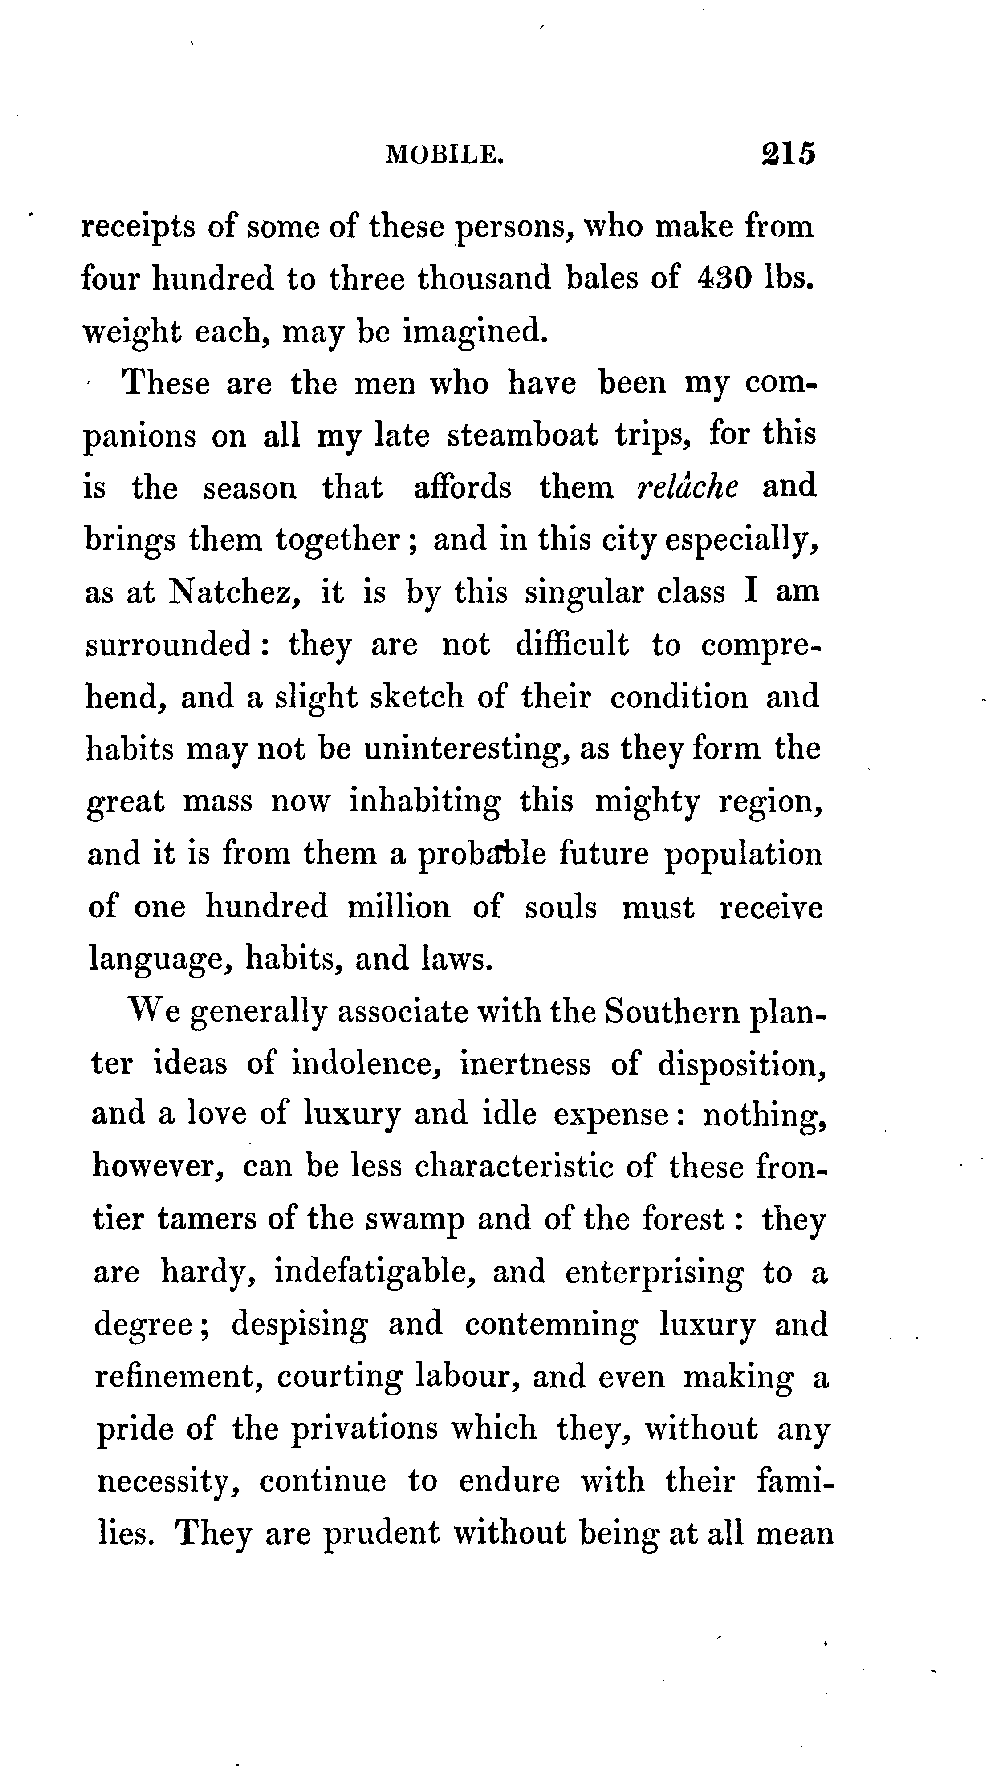 MOBILE. 215
receipts of some of these persons, who make from
four hundred to three thousand bales of 430 lbs.
weight each, may be imagined.
These are the men who have been my com-
panions on all my late steamboat trips, for this
is the season that affords them relâche and
brings them together; and in this city especially,
as at Natchez, it is by this singular class I am
surrounded: they are not difficult to compre-
hend, and a slight sketch of their condition and
habits may not be uninteresting, as they form the
great mass now inhabiting this mighty region,
and it is from them a probable future population
of one hundred million of souls must receive
language, habits, and laws.
We generally associate with the Southern plan-
ter ideas of indolence, inertness of disposition,
and a love of luxury and idle expense: nothing,
however, can be less characteristic of these fron-
tier tamers of the swamp and of the forest: they
are hardy, indefatigable, and enterprising to a
degree; despising and contemning luxury and
refinement, courting labour, and even making a
pride of the privations which they, without any
necessity, continue to endure with their fami-
lies. They are prudent without being at all mean